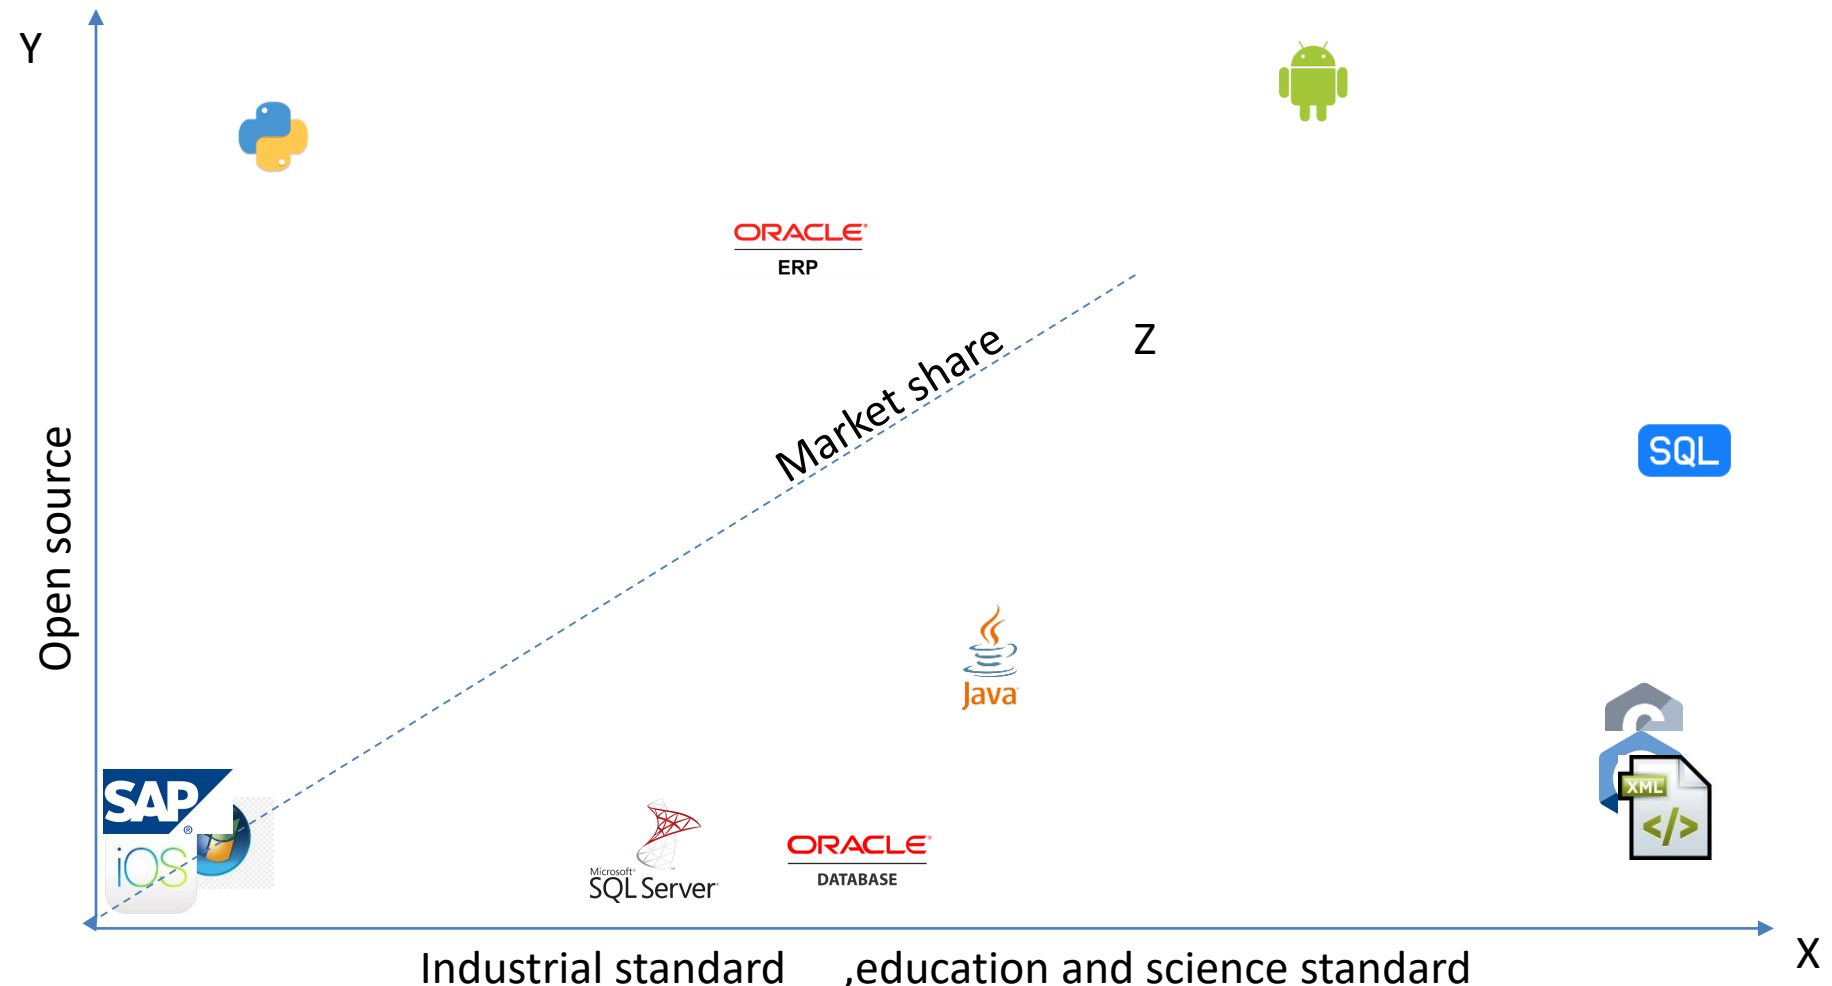 Y
ORACLE®
ERP
Z
Market share
SQL
Open source
Java
SAP
®
iOS
Microsoft®
SQL Server
ORACLE®
DATABASE
C
XML
</>
X
Industrial standard ,education and science standard